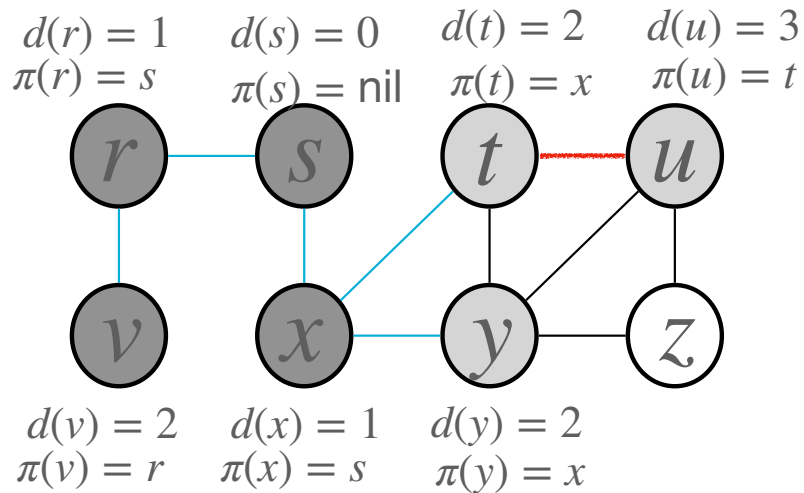 d(r) = 1 d(s) = 0 d(t) = 2 d(u) = 3
π(r) = s π(s) = nil π(t) = x π(u) = t
r s t u
v x y z
d(v) = 2 d(x) = 1 d(y) = 2
π(v) = r π(x) = s π(y) = x